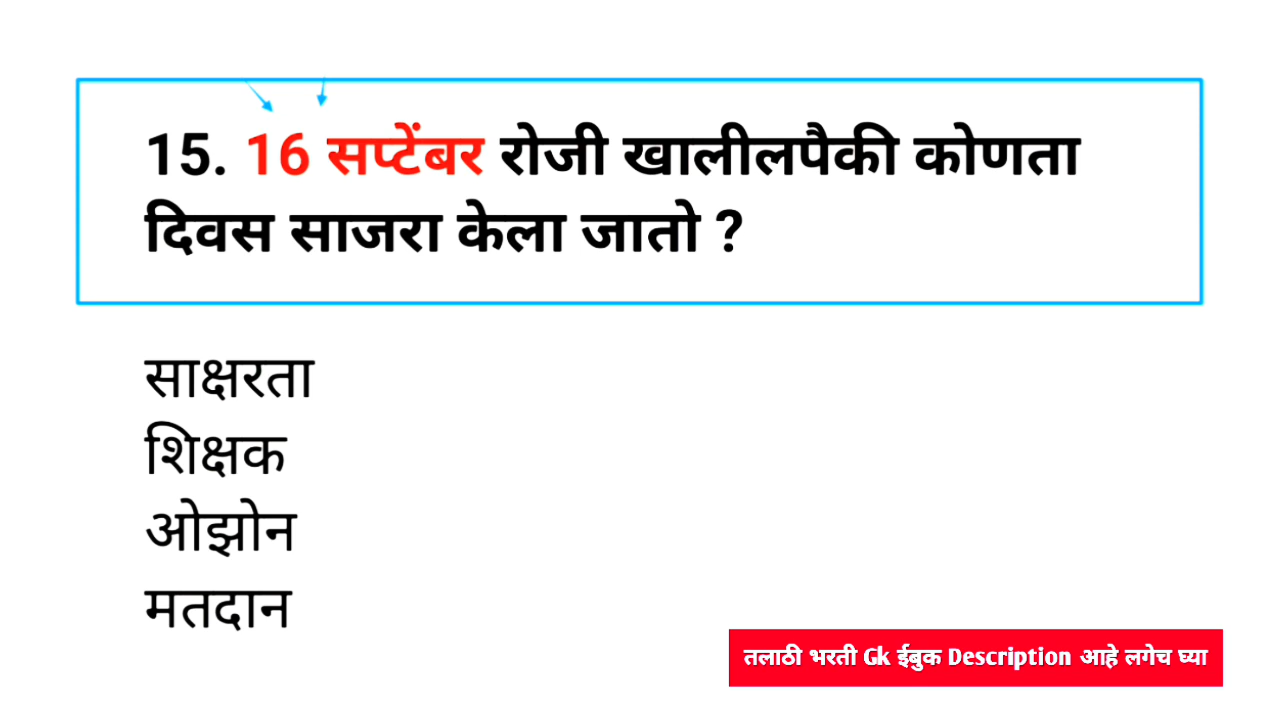 15. 16 सप्टेंबर रोजी खालीलपैकी कोणता
दिवस साजरा केला जातो ?
साक्षरता
शिक्षक
ओझोन
मतदान
तलाठी भरती Gk ईबुक Description आहे लगेच घ्या